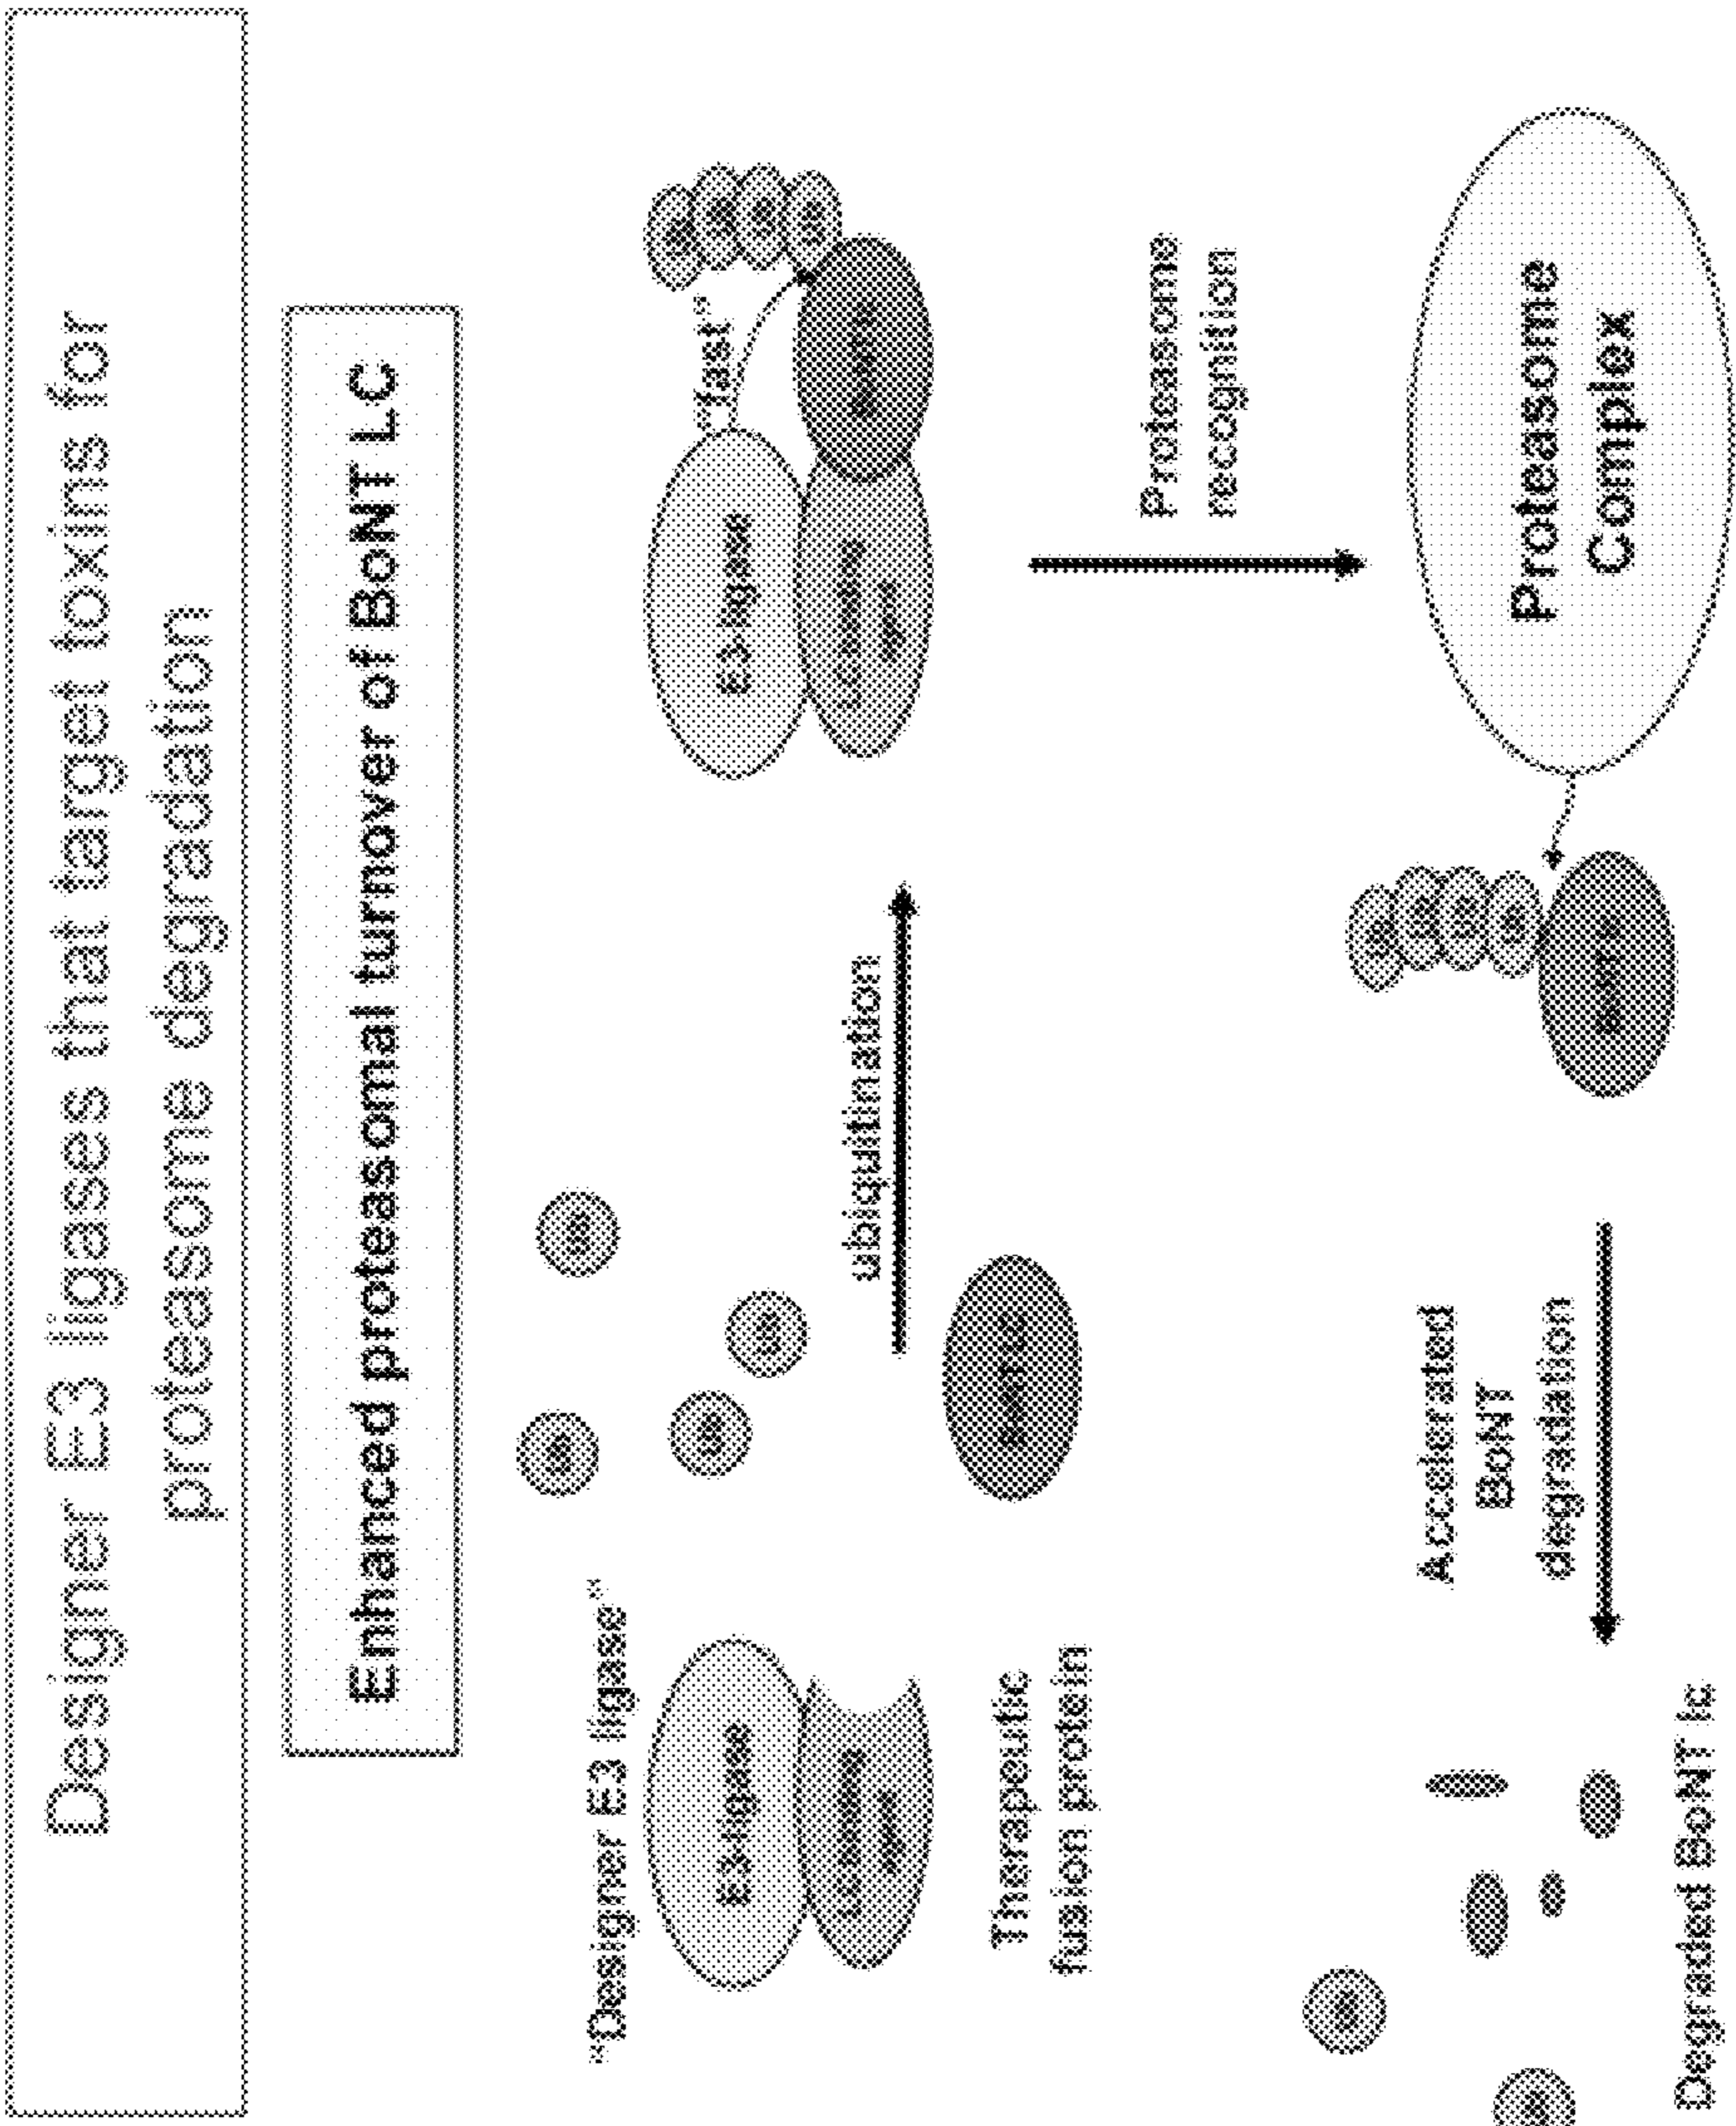 Designer E3 ligases that target toxins for
proteasome degradation
Enhanced proteasomal turnover of BoNT LC
"Designer E3 ligase"
E3-ligase
Therapeutic
fusion protein
ubiquitination
E3-ligase
"fast"
Proteasome
recognition
Proteasome
Complex
Accelerated
BoNT
degradation
Degraded BoNT lc